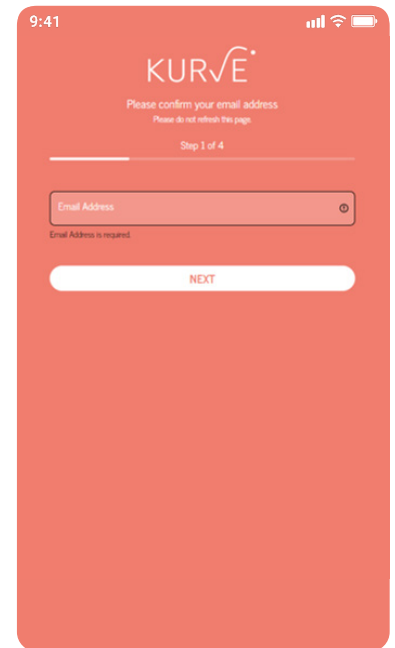 9:41
KURVE
Please confirm your email address
Please do not refresh this page
Step 1 of 4
Email Address
Email Address is required.
NEXT